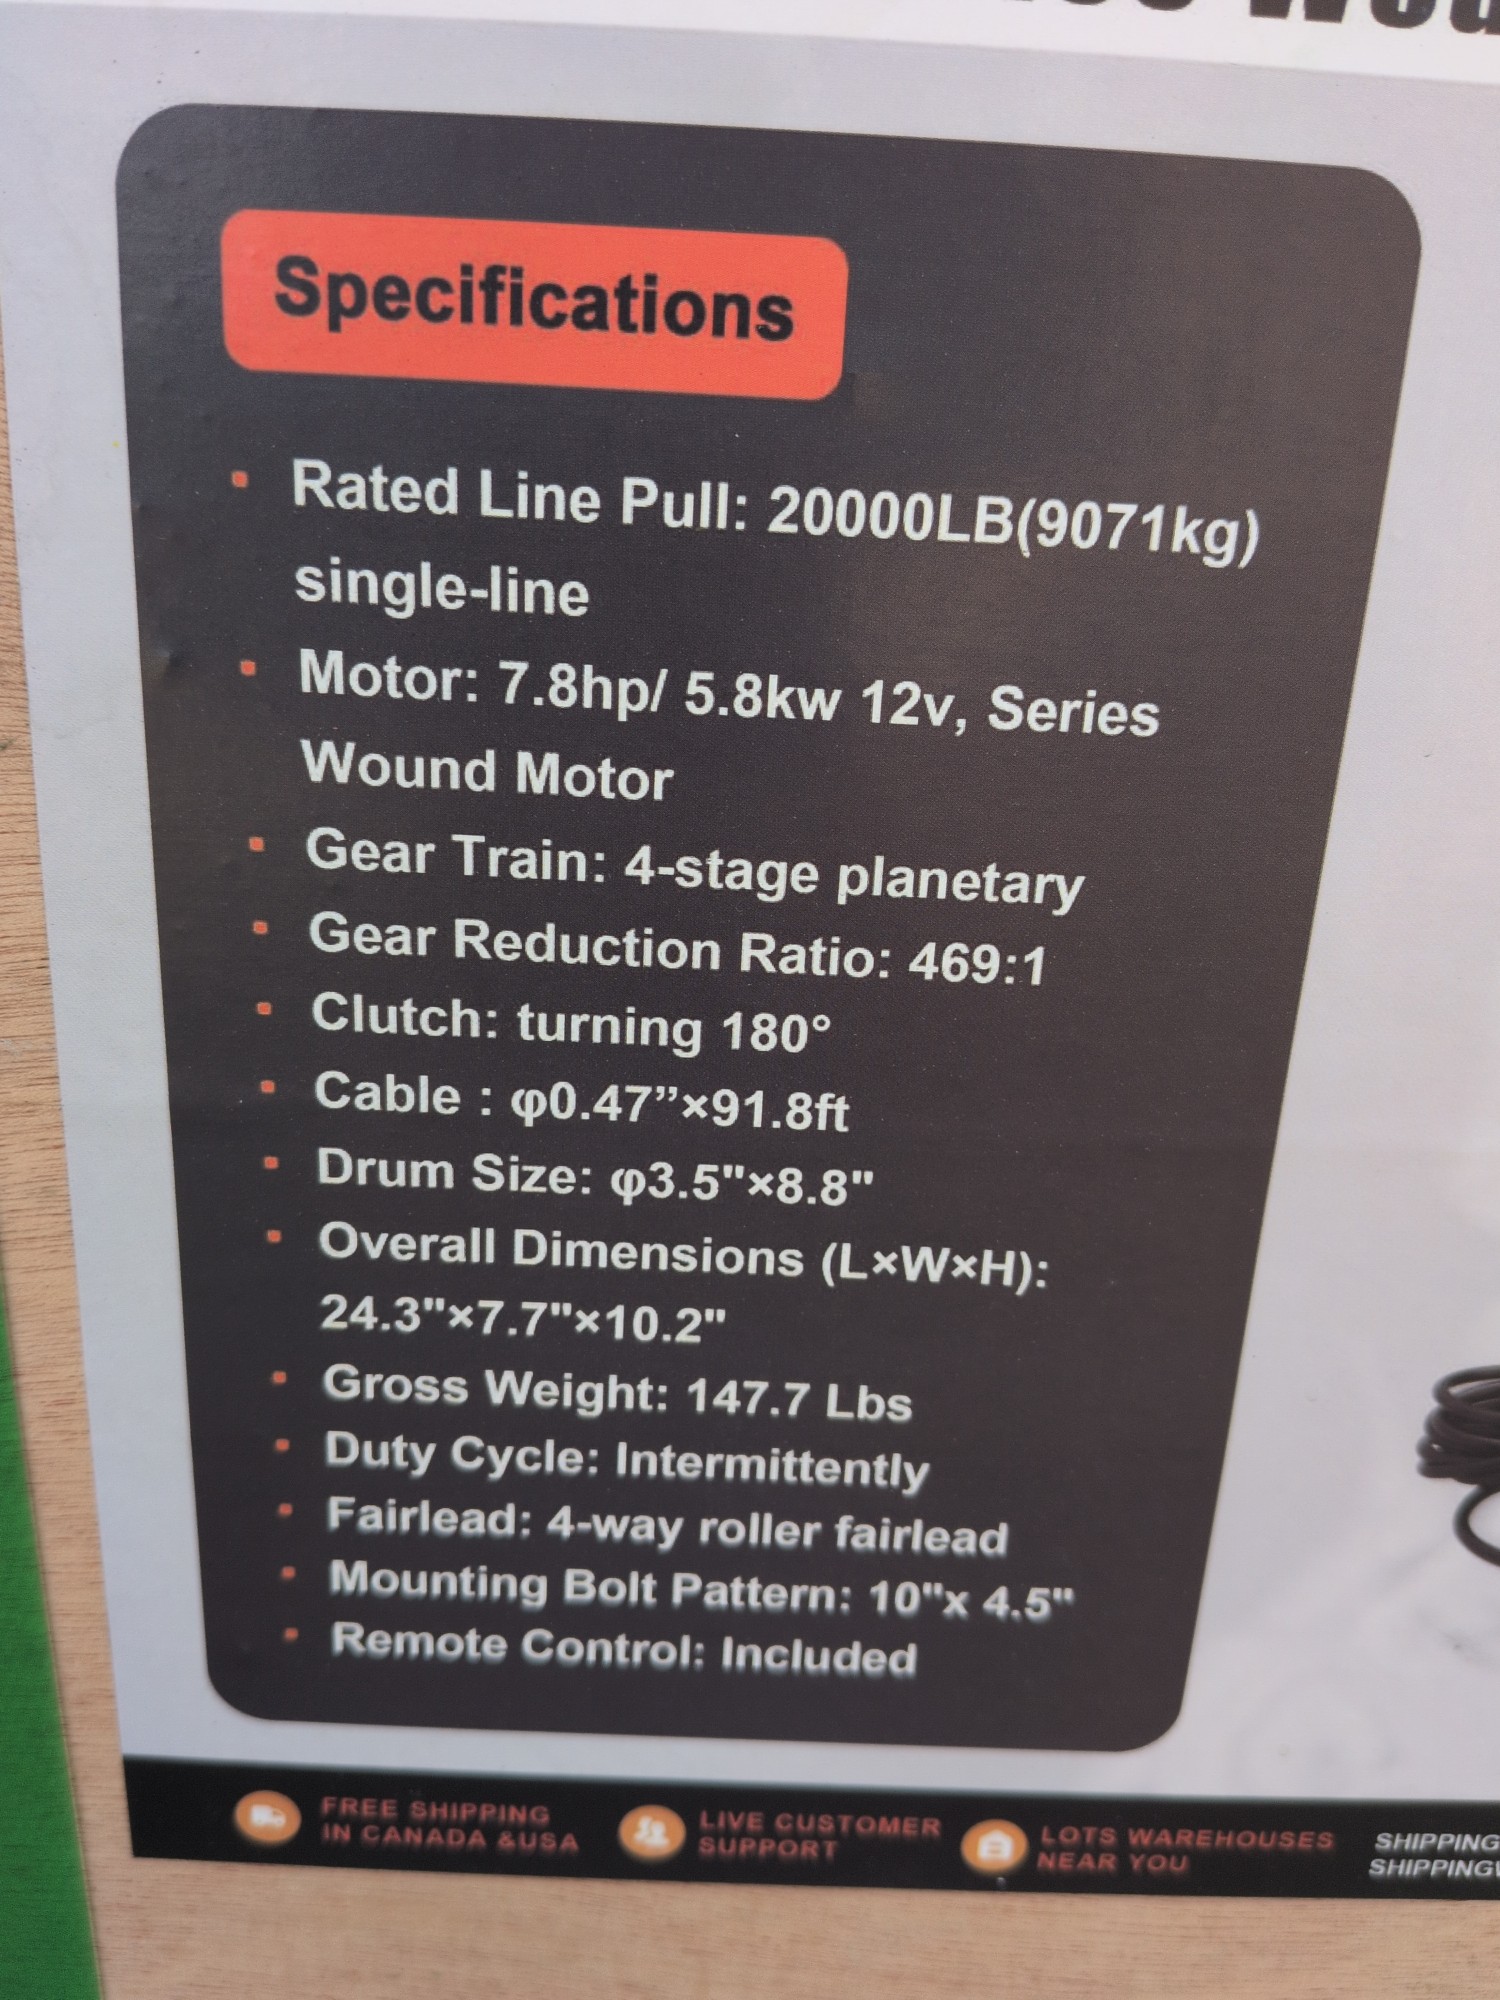 Specifications
Rated Line Pull: 20000LB(9071kg)
single-line
Motor: 7.8hp/ 5.8kw 12v, Series
Wound Motor
Gear Train: 4-stage planetary
Gear Reduction Ratio: 469:1
Clutch: turning 180°
Cable : φ0.47”×91.8ft
Drum Size: φ3.5"×8.8"
Overall Dimensions (L×W×H):
24.3"×7.7"×10.2"
Gross Weight: 147.7 Lbs
Duty Cycle: Intermittently
Fairlead: 4-way roller fairlead
Mounting Bolt Pattern: 10"x 4.5"
Remote Control: Included
FREE SHIPPING
IN CANADA &USA
LIVE CUSTOMER
SUPPORT
LOTS WAREHOUSES
NEAR YOU
SHIPPING